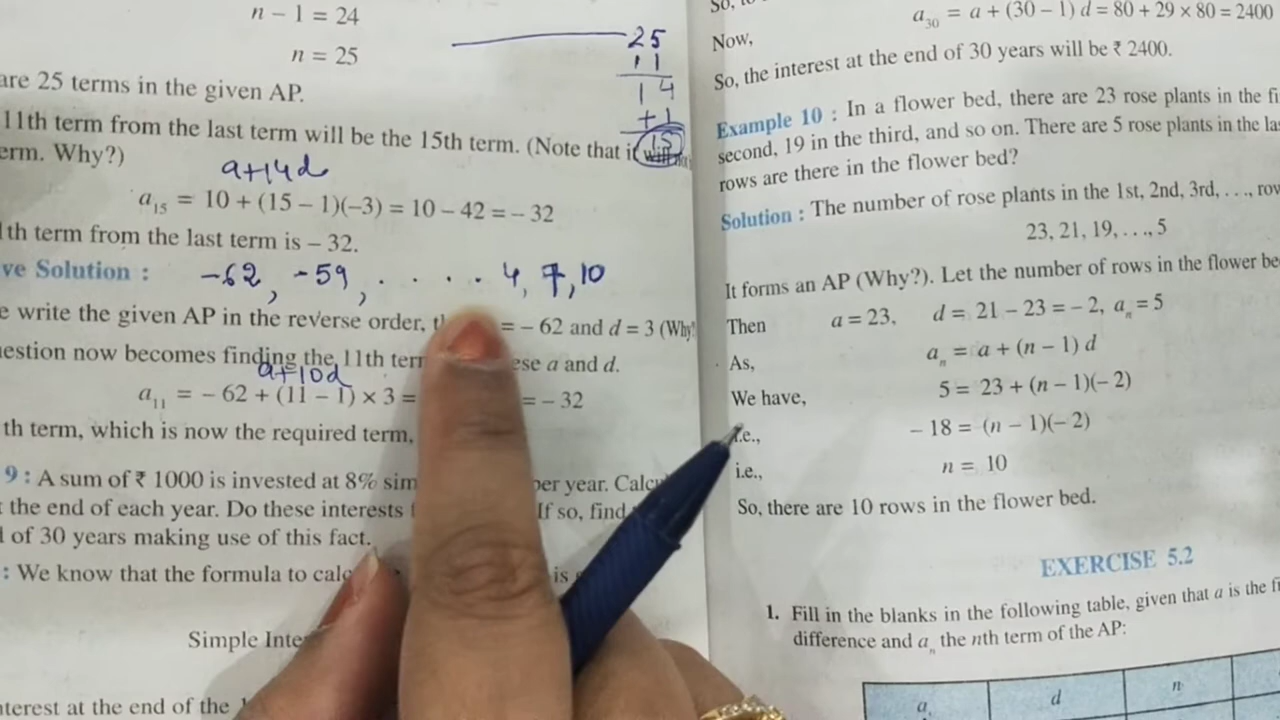 n − 1 = 24
n = 25
are 25 terms in the given AP.
25
11
14
+1
15
11th term from the last term will be the 15th term. (Note that it will
erm. Why?)
a+14d
a₁₅ = 10 + (15 − 1)(−3) = 10 − 42 = − 32
th term from the last term is − 32.
ve Solution :
−62, −59, . . . . 4, 7, 10
write the given AP in the reverse order, = − 62 and d = 3 (Why
estion now becomes finding the 11th ese a and d.
a+10d
a₁₁ = − 62 + (11 − 1) × 3 = = − 32
th term, which is now the required term,
9 : A sum of ₹ 1000 is invested at 8% per year.
the end of each year. Do these interests If so, find
of 30 years making use of this fact.
: We know that the formula to is
Simple
nterest at the end of the
So,
a₃₀ = a + (30 − 1) d = 80 + 29 × 80 = 2400
Now,
So, the interest at the end of 30 years will be ₹ 2400.
Example 10 : In a flower bed, there are 23 rose plants in the fi
second, 19 in the third, and so on. There are 5 rose plants in the la
rows are there in the flower bed?
Solution : The number of rose plants in the 1st, 2nd, 3rd, . . ., row
23, 21, 19, . . ., 5
It forms an AP (Why?). Let the number of rows in the flower be
Then a = 23, d = 21 − 23 = − 2, aₙ = 5
As, aₙ = a + (n − 1) d
We have, 5 = 23 + (n − 1)(− 2)
i.e., − 18 = (n − 1)(− 2)
i.e., n = 10
So, there are 10 rows in the flower bed.
EXERCISE 5.2
1. Fill in the blanks in the following table, given that a is the fi
difference and aₙ the nth term of the AP:
a d n